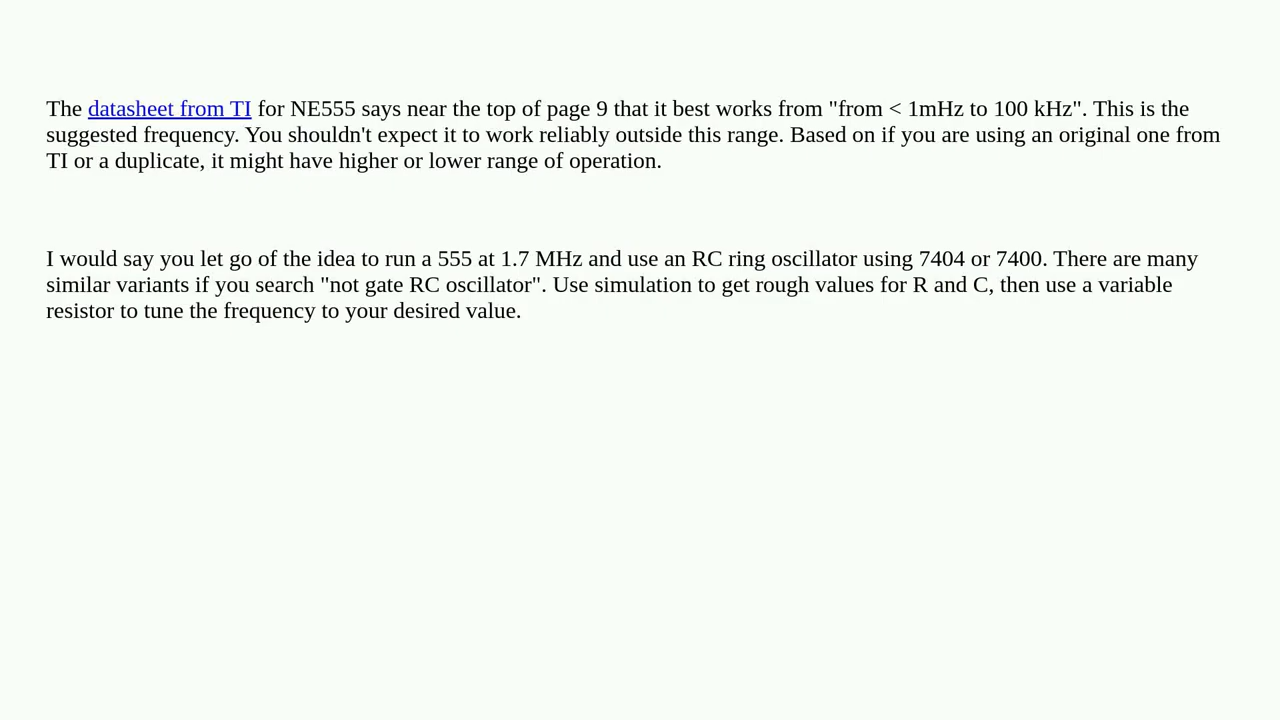 The datasheet from TI for NE555 says near the top of page 9 that it best works from "from < 1mHz to 100 kHz". This is the
suggested frequency. You shouldn't expect it to work reliably outside this range. Based on if you are using an original one from
TI or a duplicate, it might have higher or lower range of operation.
I would say you let go of the idea to run a 555 at 1.7 MHz and use an RC ring oscillator using 7404 or 7400. There are many
similar variants if you search "not gate RC oscillator". Use simulation to get rough values for R and C, then use a variable
resistor to tune the frequency to your desired value.